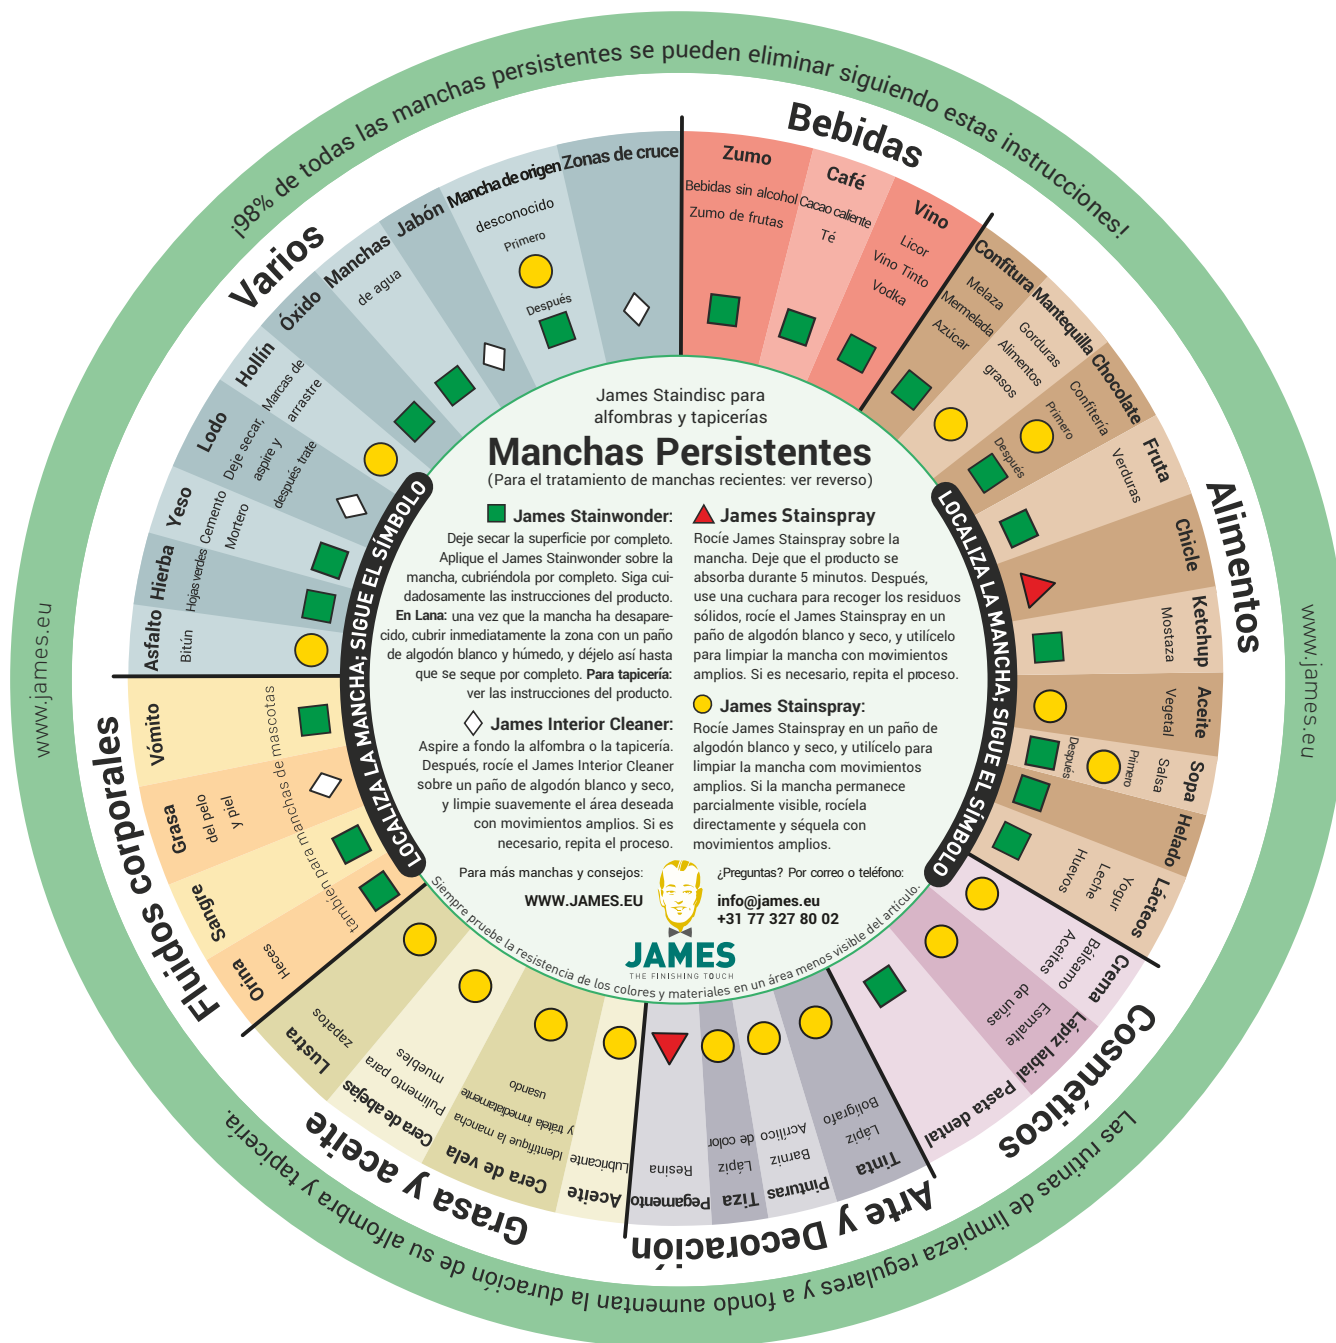 ¡98% de todas las manchas persistentes se pueden eliminar siguiendo estas instrucciones!
www.james.eu
Las rutinas de limpieza regulares y a fondo aumentan la duración de su alfombra y tapicería.
www.james.eu
Bebidas
Zumo
Bebidas sin alcohol
Zumo de frutas
Café
Cacao caliente
Té
Vino
Licor
Vino Tinto
Vodka
Alimentos
Confitura
Melaza
Mermelada
Azúcar
Mantequilla
Gorduras
Alimentos
grasos
Chocolate
Confitería
Primero
Después
Fruta
Verduras
Chicle
Ketchup
Mostaza
Aceite
Vegetal
Sopa
Salsa
Primero
Después
Helado
Lácteos
Yogur
Leche
Huevos
Cosméticos
Crema
Bálsamo
Aceites
Lápiz labial
Esmalte
de uñas
Pasta dental
Arte y Decoración
Tinta
Bolígrafo
Lápiz
Pinturas
Acrílico
Barniz
Tiza
Lápiz
de color
Pegamento
Resina
Grasa y aceite
Aceite
Lubricante
Cera de vela
Identifique la mancha
y trátela inmediatamente
usando
Cera de abejas
Pulimento para
muebles
Lustra
zapatos
Fluidos corporales
Orina
Heces
Sangre
Grasa
del pelo
y piel
Vómito
también para manchas de mascotas
Varios
Asfalto
Bitún
Hierba
Hojas verdes
Yeso
Cemento
Mortero
Lodo
Deje secar,
aspire y
después trate
Hollín
Marcas de
arrastre
Óxido
Manchas
de agua
Jabón
Mancha de origen
desconocido
Primero
Después
Zonas de cruce
LOCALIZA LA MANCHA; SIGUE EL SÍMBOLO
LOCALIZA LA MANCHA; SIGUE EL SÍMBOLO
James Staindisc para
alfombras y tapicerías
Manchas Persistentes
(Para el tratamiento de manchas recientes: ver reverso)
James Stainwonder:
Deje secar la superficie por completo.
Aplique el James Stainwonder sobre la
mancha, cubriéndola por completo. Siga cui-
dadosamente las instrucciones del producto.
En Lana: una vez que la mancha ha desapare-
cido, cubrir inmediatamente la zona con un paño
de algodón blanco y húmedo, y déjelo así hasta
que se seque por completo. Para tapicería:
ver las instrucciones del producto.
James Interior Cleaner:
Aspire a fondo la alfombra o la tapicería.
Después, rocíe el James Interior Cleaner
sobre un paño de algodón blanco y seco,
y limpie suavemente el área deseada
con movimientos amplios. Si es
necesario, repita el proceso.
James Stainspray
Rocíe James Stainspray sobre la
mancha. Deje que el producto se
absorba durante 5 minutos. Después,
use una cuchara para recoger los residuos
sólidos, rocíe el James Stainspray en un
paño de algodón blanco y seco, y utilícelo
para limpiar la mancha con movimientos
amplios. Si es necesario, repita el proceso.
James Stainspray:
Rocíe James Stainspray en un paño de
algodón blanco y seco, y utilícelo para
limpiar la mancha com movimientos
amplios. Si la mancha permanece
parcialmente visible, rocíela
directamente y séquela con
movimientos amplios.
Para más manchas y consejos:
WWW.JAMES.EU
¿Preguntas? Por correo o teléfono:
info@james.eu
+31 77 327 80 02
JAMES
THE FINISHING TOUCH
Siempre pruebe la resistencia de los colores y materiales en un área menos visible del artículo.